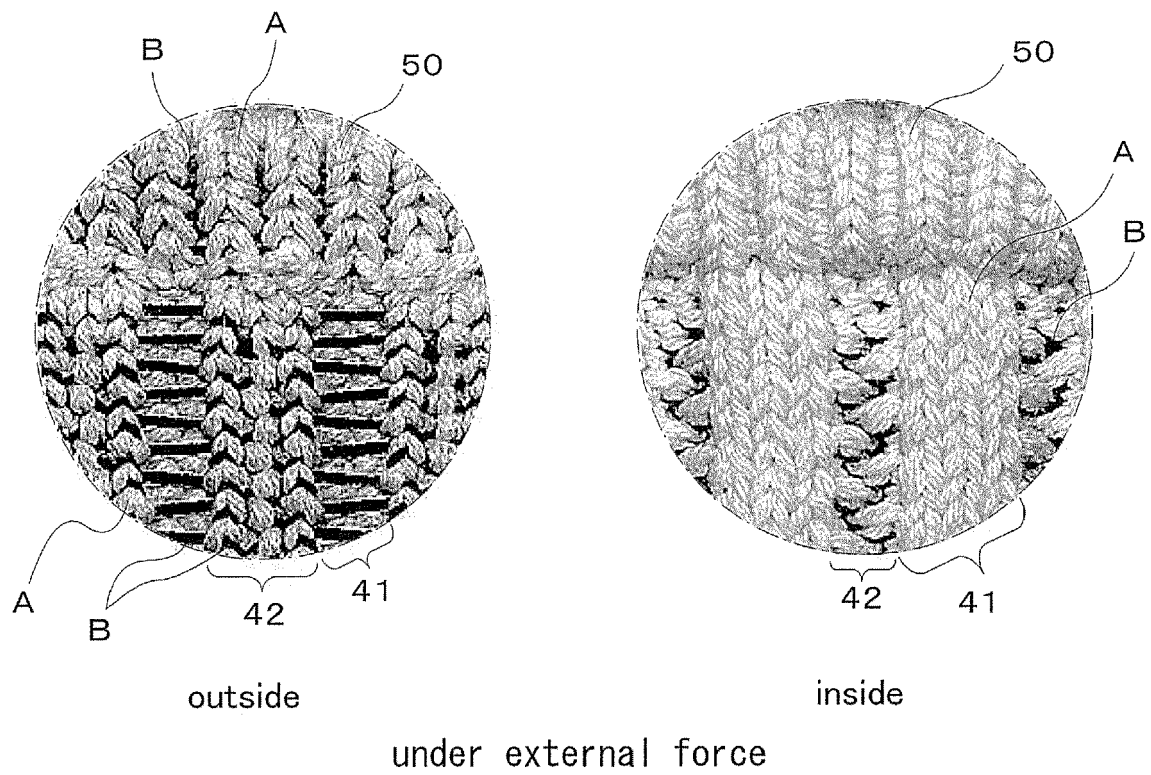 B A 50
50
A
B
A
B
42 41
42 41
outside
inside
under external force